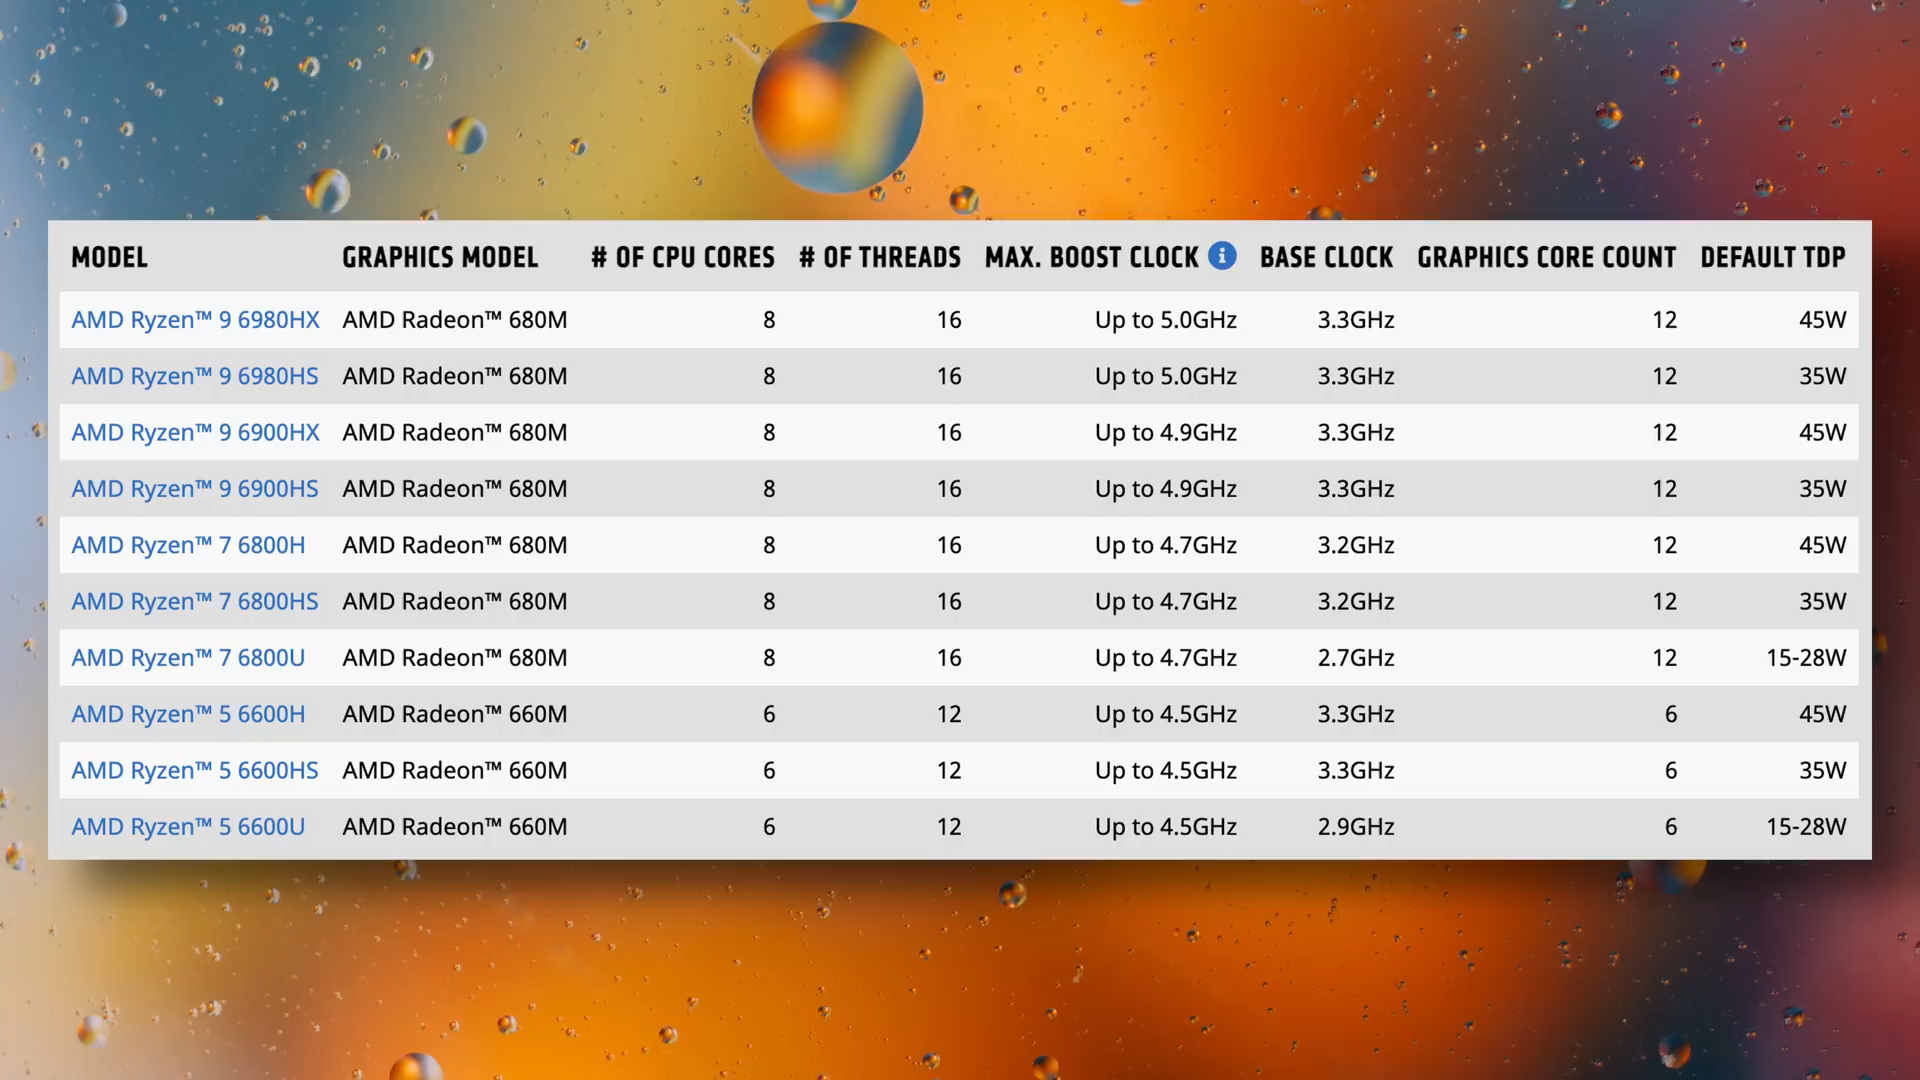 MODEL GRAPHICS MODEL # OF CPU CORES # OF THREADS MAX. BOOST CLOCK i BASE CLOCK GRAPHICS CORE COUNT DEFAULT TDP
AMD Ryzen™ 9 6980HX AMD Radeon™ 680M 8 16 Up to 5.0GHz 3.3GHz 12 45W
AMD Ryzen™ 9 6980HS AMD Radeon™ 680M 8 16 Up to 5.0GHz 3.3GHz 12 35W
AMD Ryzen™ 9 6900HX AMD Radeon™ 680M 8 16 Up to 4.9GHz 3.3GHz 12 45W
AMD Ryzen™ 9 6900HS AMD Radeon™ 680M 8 16 Up to 4.9GHz 3.3GHz 12 35W
AMD Ryzen™ 7 6800H AMD Radeon™ 680M 8 16 Up to 4.7GHz 3.2GHz 12 45W
AMD Ryzen™ 7 6800HS AMD Radeon™ 680M 8 16 Up to 4.7GHz 3.2GHz 12 35W
AMD Ryzen™ 7 6800U AMD Radeon™ 680M 8 16 Up to 4.7GHz 2.7GHz 12 15-28W
AMD Ryzen™ 5 6600H AMD Radeon™ 660M 6 12 Up to 4.5GHz 3.3GHz 6 45W
AMD Ryzen™ 5 6600HS AMD Radeon™ 660M 6 12 Up to 4.5GHz 3.3GHz 6 35W
AMD Ryzen™ 5 6600U AMD Radeon™ 660M 6 12 Up to 4.5GHz 2.9GHz 6 15-28W